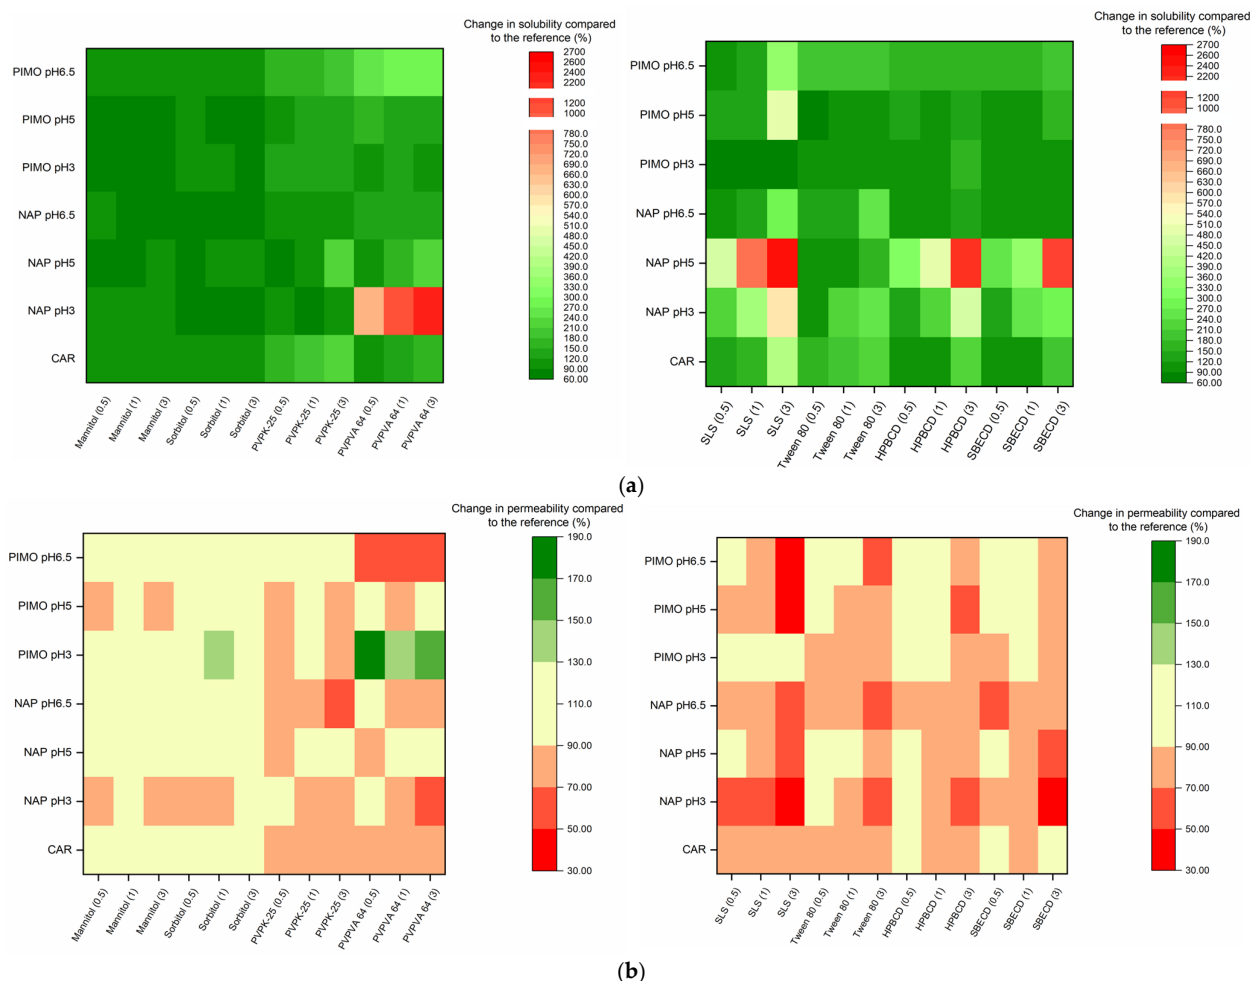 Change in solubility compared
to the reference (%)
PIMO pH6.5
PIMO pH5
PIMO pH3
NAP pH6.5
NAP pH5
NAP pH3
CAR
2700
2600
2400
2200
1200
1000
780.0
720.0
690.0
660.0
630.0
600.0
570.0
540.0
510.0
480.0
450.0
420.0
390.0
360.0
330.0
300.0
270.0
240.0
210.0
180.0
150.0
120.0
90.00
60.00
Mannitol (0.5)
Mannitol (1)
Mannitol (3)
Sorbitol (0.5)
Sorbitol (1)
Sorbitol (3)
PVPK-25 (0.5)
PVPK-25 (1)
PVPK-25 (3)
PVPVA 64 (0.5)
PVPVA 64 (1)
PVPVA 64 (3)
Change in solubility compared
to the reference (%)
PIMO pH6.5
PIMO pH5
PIMO pH3
NAP pH6.5
NAP pH5
NAP pH3
CAR
2700
2600
2400
2200
1200
1000
780.0
750.0
720.0
690.0
660.0
630.0
600.0
570.0
540.0
510.0
480.0
450.0
420.0
390.0
360.0
330.0
300.0
270.0
240.0
210.0
180.0
150.0
120.0
90.00
60.00
SLS (0.5)
SLS (1)
SLS (3)
Tween 80 (0.5)
Tween 80 (1)
Tween 80 (3)
HPBCD (0.5)
HPBCD (1)
HPBCD (3)
SBECD (0.5)
SBECD (1)
SBECD (3)
(a)
Change in permeability compared
to the reference (%)
PIMO pH6.5
PIMO pH5
PIMO pH3
NAP pH6.5
NAP pH5
NAP pH3
CAR
190.0
170.0
150.0
130.0
110.0
90.00
70.00
50.00
30.00
Mannitol (0.5)
Mannitol (1)
Mannitol (3)
Sorbitol (0.5)
Sorbitol (1)
Sorbitol (3)
PVPK-25 (0.5)
PVPK-25 (1)
PVPK-25 (3)
PVPVA 64 (0.5)
PVPVA 64 (1)
PVPVA 64 (3)
Change in permeability compared
to the reference (%)
PIMO pH6.5
PIMO pH5
PIMO pH3
NAP pH6.5
NAP pH5
NAP pH3
CAR
190.0
170.0
150.0
130.0
110.0
90.00
70.00
50.00
30.00
SLS (0.5)
SLS (1)
SLS (3)
Tween 80 (0.5)
Tween 80 (1)
Tween 80 (3)
HPBCD (0.5)
HPBCD (1)
HPBCD (3)
SBECD (0.5)
SBECD (1)
SBECD (3)
(b)